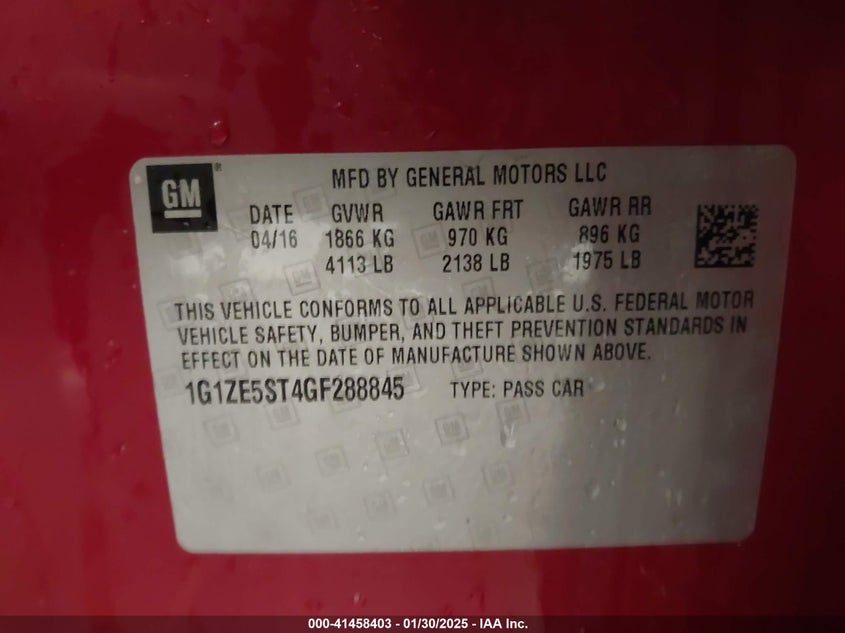 GM ® MFD BY GENERAL MOTORS LLC
DATE GVWR GAWR FRT GAWR RR
04/16 1866 KG 970 KG 896 KG
4113 LB 2138 LB 1975 LB
THIS VEHICLE CONFORMS TO ALL APPLICABLE U.S. FEDERAL MOTOR
VEHICLE SAFETY, BUMPER, AND THEFT PREVENTION STANDARDS IN
EFFECT ON THE DATE OF MANUFACTURE SHOWN ABOVE.
1G1ZE5ST4GF288845 TYPE: PASS CAR
000-41458403 - 01/30/2025 - IAA Inc.